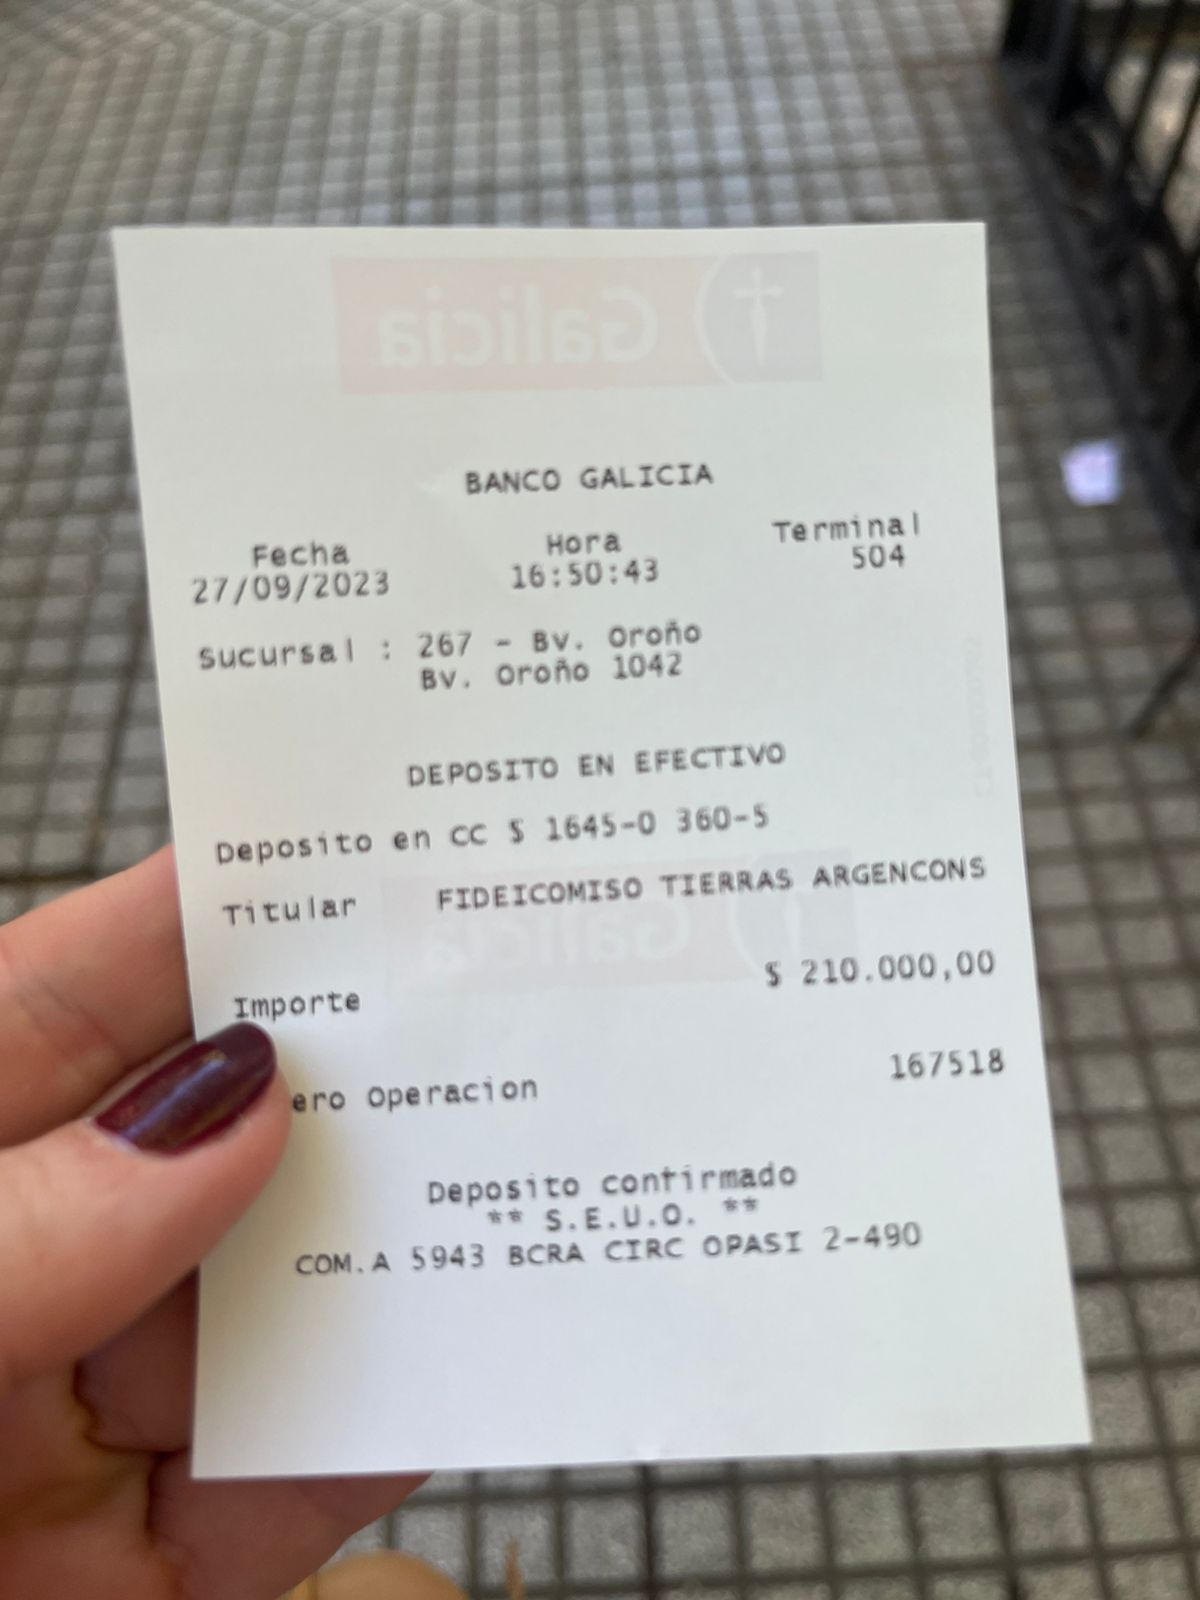 Galicia
BANCO GALICIA
Fecha Hora Terminal
27/09/2023 16:50:43 504
Sucursal : 267 - Bv. Oroño
Bv. Oroño 1042
DEPOSITO EN EFECTIVO
Deposito en CC $ 1645-0 360-5
Titular FIDEICOMISO TIERRAS ARGENCONS
Galicia
Importe $ 210.000,00
ero Operacion 167518
Deposito confirmado
** S.E.U.O. **
COM.A 5943 BCRA CIRC OPASI 2-490